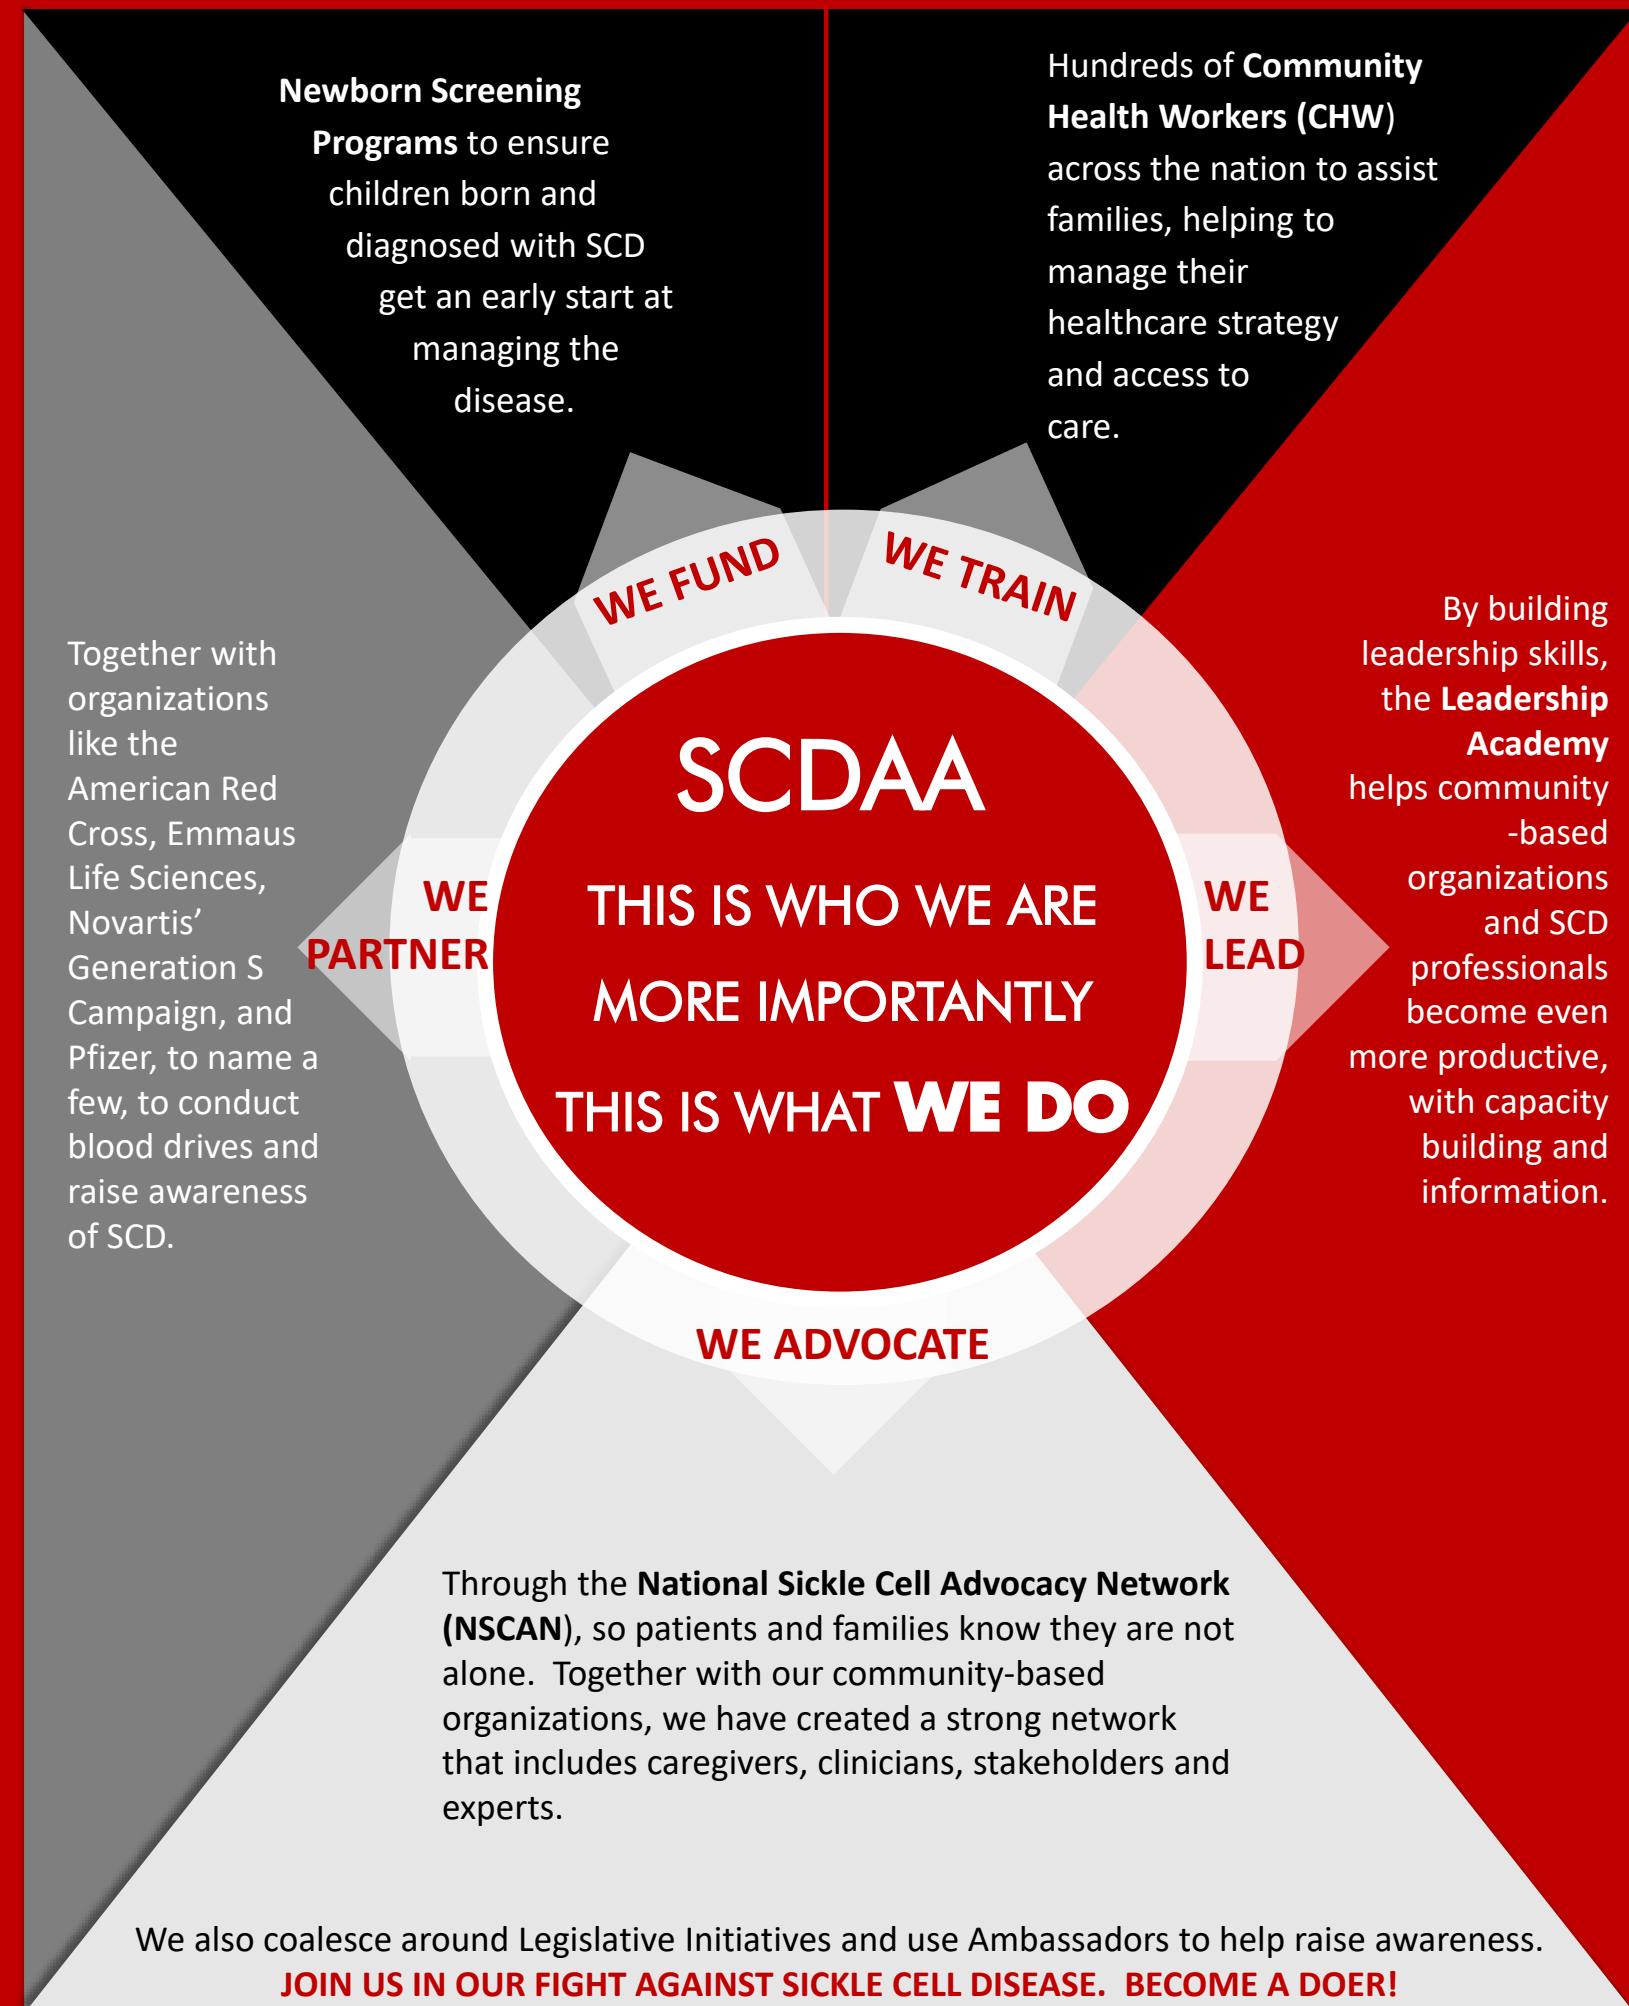 Newborn Screening
Programs to ensure
children born and
diagnosed with SCD
get an early start at
managing the
disease.
Hundreds of Community
Health Workers (CHW)
across the nation to assist
families, helping to
manage their
healthcare strategy
and access to
care.
WE FUND
WE TRAIN
Together with
organizations
like the
American Red
Cross, Emmaus
Life Sciences,
Novartis’
Generation S
Campaign, and
Pfizer, to name a
few, to conduct
blood drives and
raise awareness
of SCD.
WE
PARTNER
SCDAA
THIS IS WHO WE ARE
MORE IMPORTANTLY
THIS IS WHAT WE DO
WE
LEAD
By building
leadership skills,
the Leadership
Academy
helps community
-based
organizations
and SCD
professionals
become even
more productive,
with capacity
building and
information.
WE ADVOCATE
Through the National Sickle Cell Advocacy Network
(NSCAN), so patients and families know they are not
alone.  Together with our community-based
organizations, we have created a strong network
that includes caregivers, clinicians, stakeholders and
experts.
We also coalesce around Legislative Initiatives and use Ambassadors to help raise awareness.
JOIN US IN OUR FIGHT AGAINST SICKLE CELL DISEASE.  BECOME A DOER!